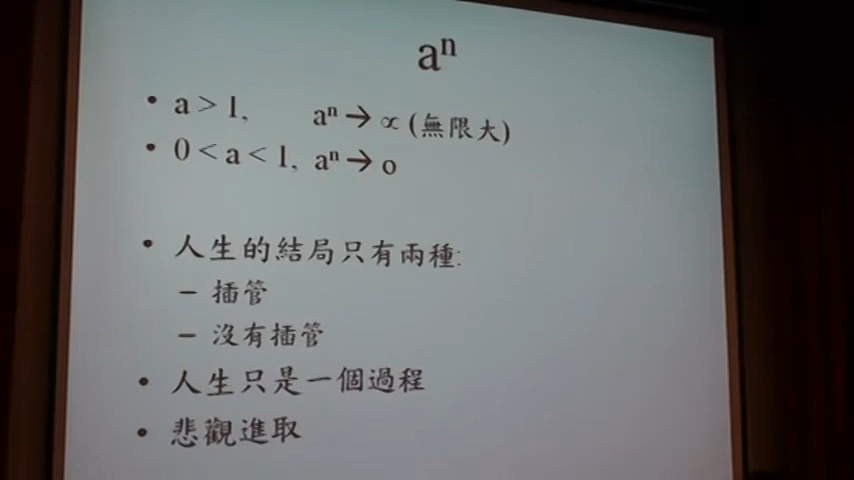 aⁿ
• a > 1, aⁿ → ∝ (無限大)
• 0 < a < 1, aⁿ → o
• 人生的結局只有兩種:
– 插管
– 沒有插管
• 人生只是一個過程
• 悲觀進取